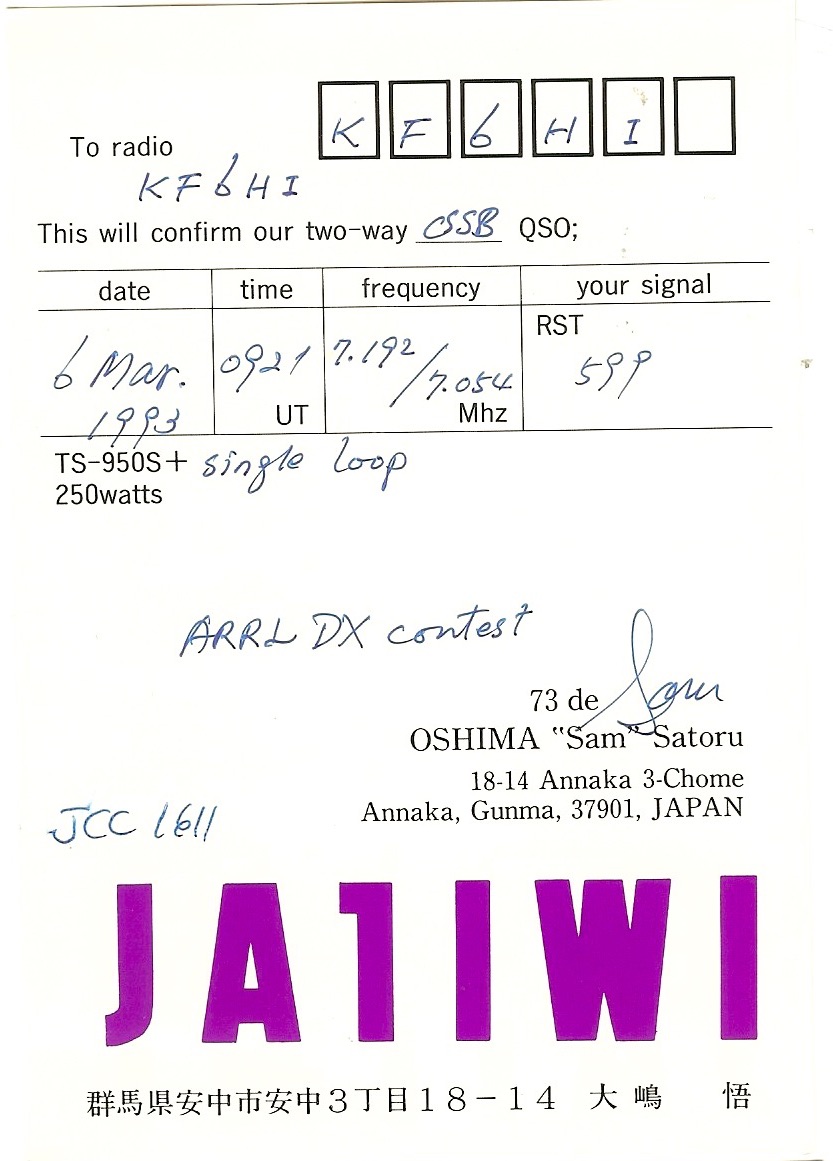 K F 6 H I
To radio
KF6HI
This will confirm our two-way CSSB QSO;
date time frequency your signal
RST
6 Mar. 0921 7.192/7.054 599
1993 UT Mhz
TS-950S+ single loop
250watts
ARRL DX contest
73 de Sam
OSHIMA "Sam" Satoru
18-14 Annaka 3-Chome
Annaka, Gunma, 37901, JAPAN
JCC 1611
JA1IWI
群馬県安中市安中3丁目18-14 大嶋 悟